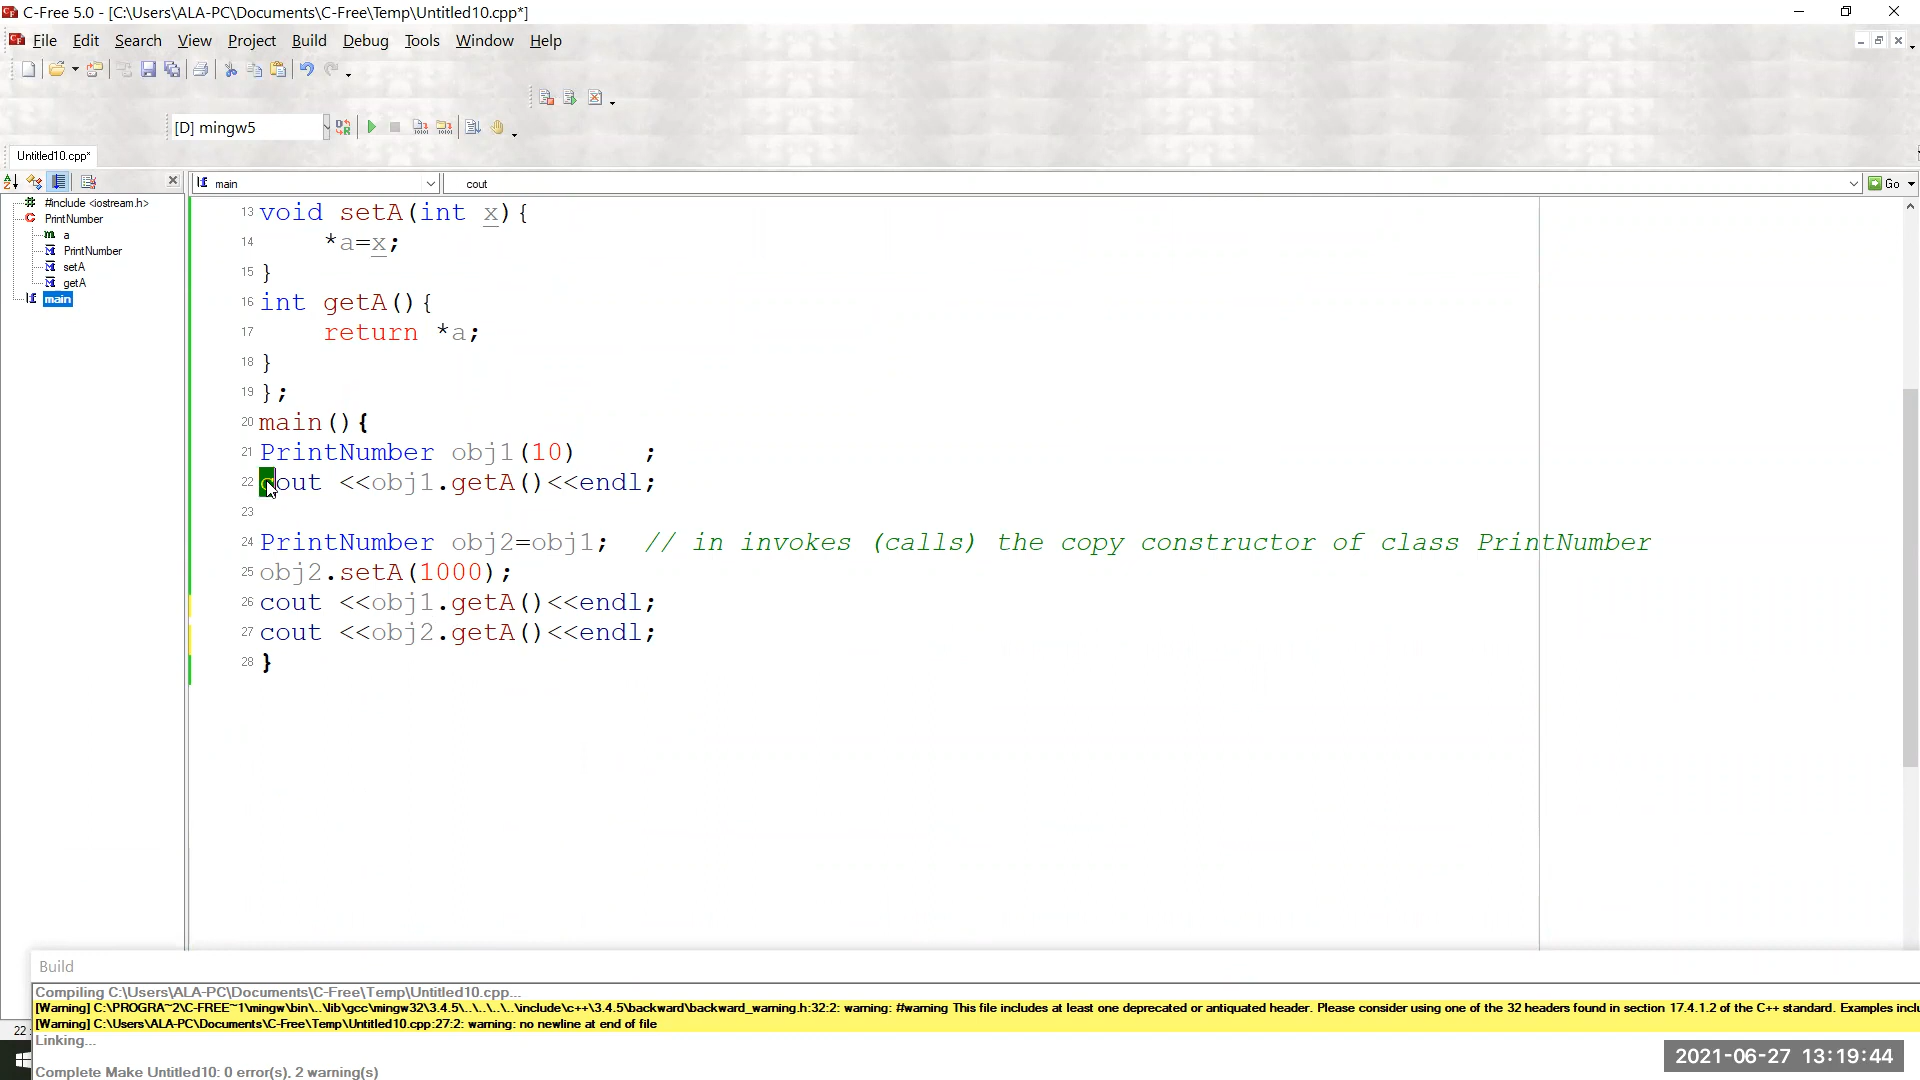 C-Free 5.0 - [C:\Users\ALA-PC\Documents\C-Free\Temp\Untitled10.cpp*]
File Edit Search View Project Build Debug Tools Window Help
[D] mingw5
Untitled10.cpp*
main
cout
Go
#include <iostream.h>
PrintNumber
a
PrintNumber
setA
getA
main
13 void setA(int x){
14 *a=x;
15 }
16 int getA(){
17 return *a;
18 }
19 };
20 main(){
21 PrintNumber obj1(10) ;
22 cout <<obj1.getA()<<endl;
23
24 PrintNumber obj2=obj1; // in invokes (calls) the copy constructor of class PrintNumber
25 obj2.setA(1000);
26 cout <<obj1.getA()<<endl;
27 cout <<obj2.getA()<<endl;
28 }
Build
Compiling C:\Users\ALA-PC\Documents\C-Free\Temp\Untitled10.cpp...
[Warning] C:\PROGRA~2\C-FREE~1\mingw\bin\..\lib\gcc\mingw32\3.4.5\..\..\..\..\include\c++\3.4.5\backward\backward_warning.h:32:2: warning: #warning This file includes at least one deprecated or antiquated header. Please consider using one of the 32 headers found in section 17.4.1.2 of the C++ standard. Examples
[Warning] C:\Users\ALA-PC\Documents\C-Free\Temp\Untitled10.cpp:27:2: warning: no newline at end of file
22
Linking...
Complete Make Untitled10: 0 error(s), 2 warning(s)
2021-06-27 13:19:44